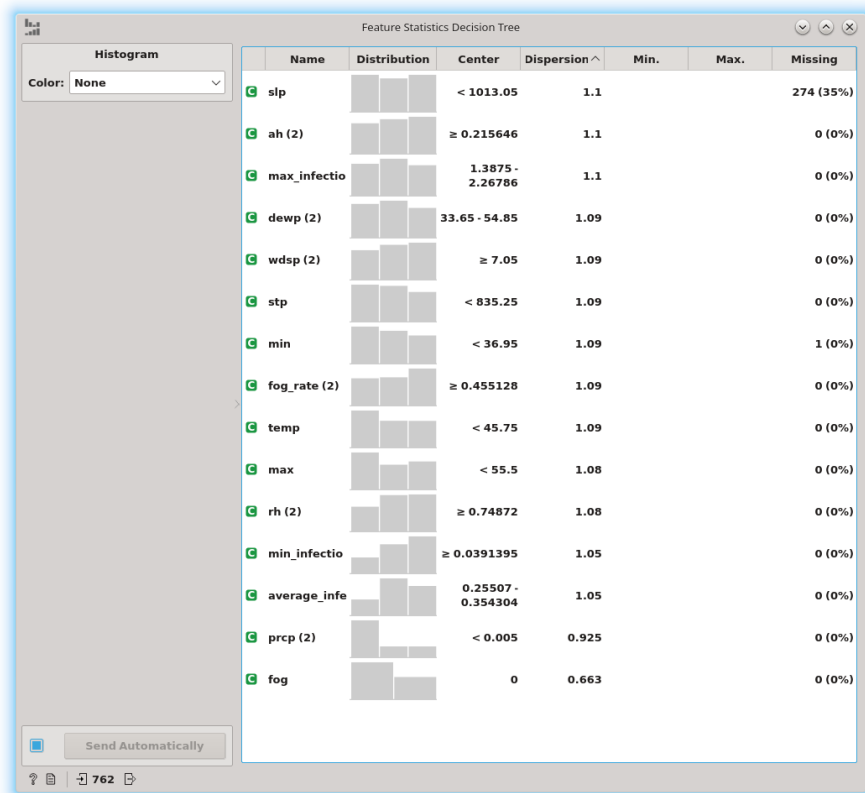 Feature Statistics Decision Tree
Histogram
Color: None
Name Distribution Center Dispersion Min. Max. Missing
C slp < 1013.05 1.1 274 (35%)
C ah (2) ≥ 0.215646 1.1 0 (0%)
C max_infectio 1.3875 - 2.26786 1.1 0 (0%)
C dewp (2) 33.65 - 54.85 1.09 0 (0%)
C wdsp (2) ≥ 7.05 1.09 0 (0%)
C stp < 835.25 1.09 0 (0%)
C min < 36.95 1.09 1 (0%)
C fog_rate (2) ≥ 0.455128 1.09 0 (0%)
C temp < 45.75 1.09 0 (0%)
C max < 55.5 1.08 0 (0%)
C rh (2) ≥ 0.74872 1.08 0 (0%)
C min_infectio ≥ 0.0391395 1.05 0 (0%)
C average_infe 0.25507 - 0.354304 1.05 0 (0%)
C prcp (2) < 0.005 0.925 0 (0%)
C fog 0 0.663 0 (0%)
Send Automatically
? 762